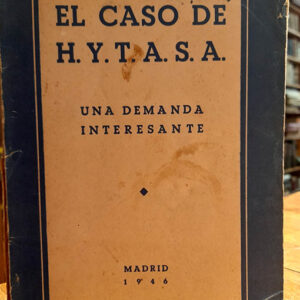 EL CASO DE
H. Y. T. A. S. A.
UNA DEMANDA
INTERESANTE
MADRID
1946